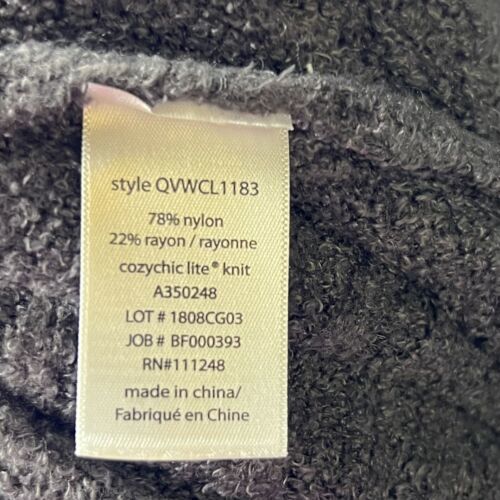 style QVWCL1183
78% nylon
22% rayon / rayonne
cozychic lite® knit
A350248
LOT # 1808CG03
JOB # BF000393
RN#111248
made in china/
Fabriqué en Chine